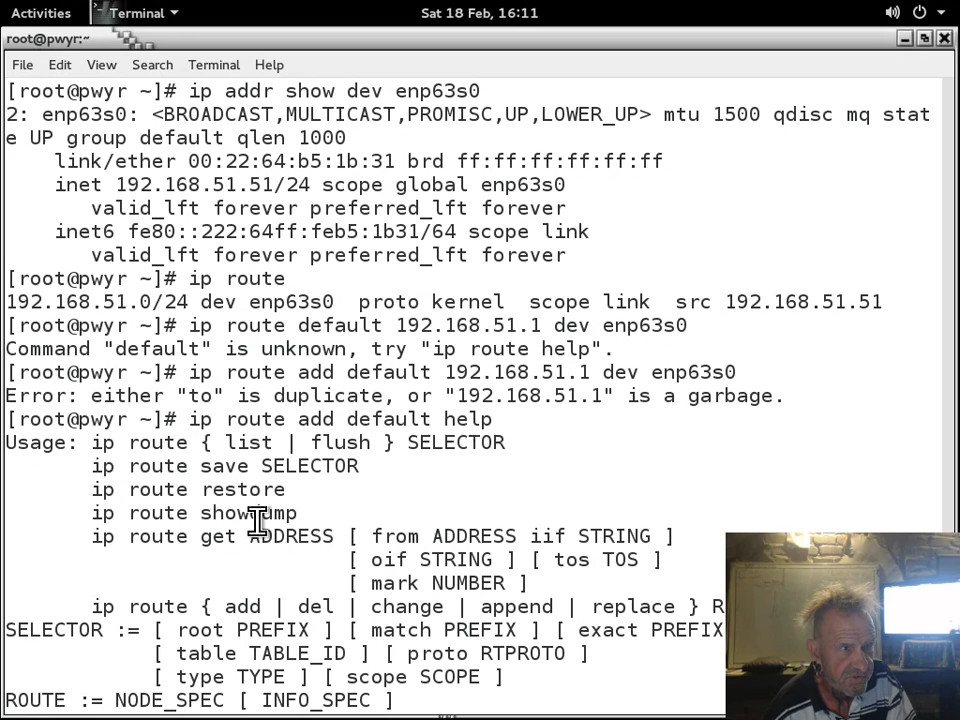 Activities Terminal Sat 18 Feb, 16:11
root@pwyr:~
File Edit View Search Terminal Help
[root@pwyr ~]# ip addr show dev enp63s0
2: enp63s0: <BROADCAST,MULTICAST,PROMISC,UP,LOWER_UP> mtu 1500 qdisc mq stat
e UP group default qlen 1000
    link/ether 00:22:64:b5:1b:31 brd ff:ff:ff:ff:ff:ff
    inet 192.168.51.51/24 scope global enp63s0
       valid_lft forever preferred_lft forever
    inet6 fe80::222:64ff:feb5:1b31/64 scope link
       valid_lft forever preferred_lft forever
[root@pwyr ~]# ip route
192.168.51.0/24 dev enp63s0  proto kernel  scope link  src 192.168.51.51
[root@pwyr ~]# ip route default 192.168.51.1 dev enp63s0
Command "default" is unknown, try "ip route help".
[root@pwyr ~]# ip route add default 192.168.51.1 dev enp63s0
Error: either "to" is duplicate, or "192.168.51.1" is a garbage.
[root@pwyr ~]# ip route add default help
Usage: ip route { list | flush } SELECTOR
       ip route save SELECTOR
       ip route restore
       ip route showdump
       ip route get ADDRESS [ from ADDRESS iif STRING ]
                            [ oif STRING ] [ tos TOS ]
                            [ mark NUMBER ]
       ip route { add | del | change | append | replace } R
SELECTOR := [ root PREFIX ] [ match PREFIX ] [ exact PREFIX
            [ table TABLE_ID ] [ proto RTPROTO ]
            [ type TYPE ] [ scope SCOPE ]
ROUTE := NODE_SPEC [ INFO_SPEC ]